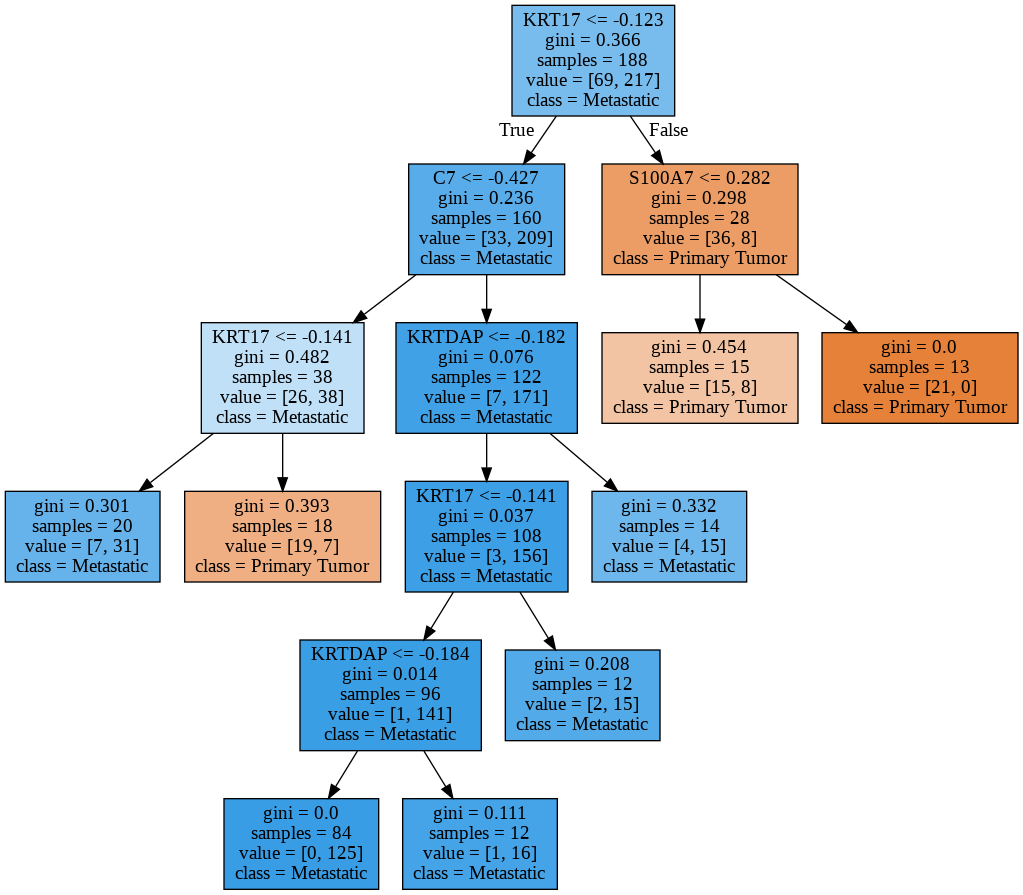 KRT17 <= -0.123
gini = 0.366
samples = 188
value = [69, 217]
class = Metastatic
True
False
C7 <= -0.427
gini = 0.236
samples = 160
value = [33, 209]
class = Metastatic
S100A7 <= 0.282
gini = 0.298
samples = 28
value = [36, 8]
class = Primary Tumor
KRT17 <= -0.141
gini = 0.482
samples = 38
value = [26, 38]
class = Metastatic
KRTDAP <= -0.182
gini = 0.076
samples = 122
value = [7, 171]
class = Metastatic
gini = 0.454
samples = 15
value = [15, 8]
class = Primary Tumor
gini = 0.0
samples = 13
value = [21, 0]
class = Primary Tumor
gini = 0.301
samples = 20
value = [7, 31]
class = Metastatic
gini = 0.393
samples = 18
value = [19, 7]
class = Primary Tumor
KRT17 <= -0.141
gini = 0.037
samples = 108
value = [3, 156]
class = Metastatic
gini = 0.332
samples = 14
value = [4, 15]
class = Metastatic
KRTDAP <= -0.184
gini = 0.014
samples = 96
value = [1, 141]
class = Metastatic
gini = 0.208
samples = 12
value = [2, 15]
class = Metastatic
gini = 0.0
samples = 84
value = [0, 125]
class = Metastatic
gini = 0.111
samples = 12
value = [1, 16]
class = Metastatic